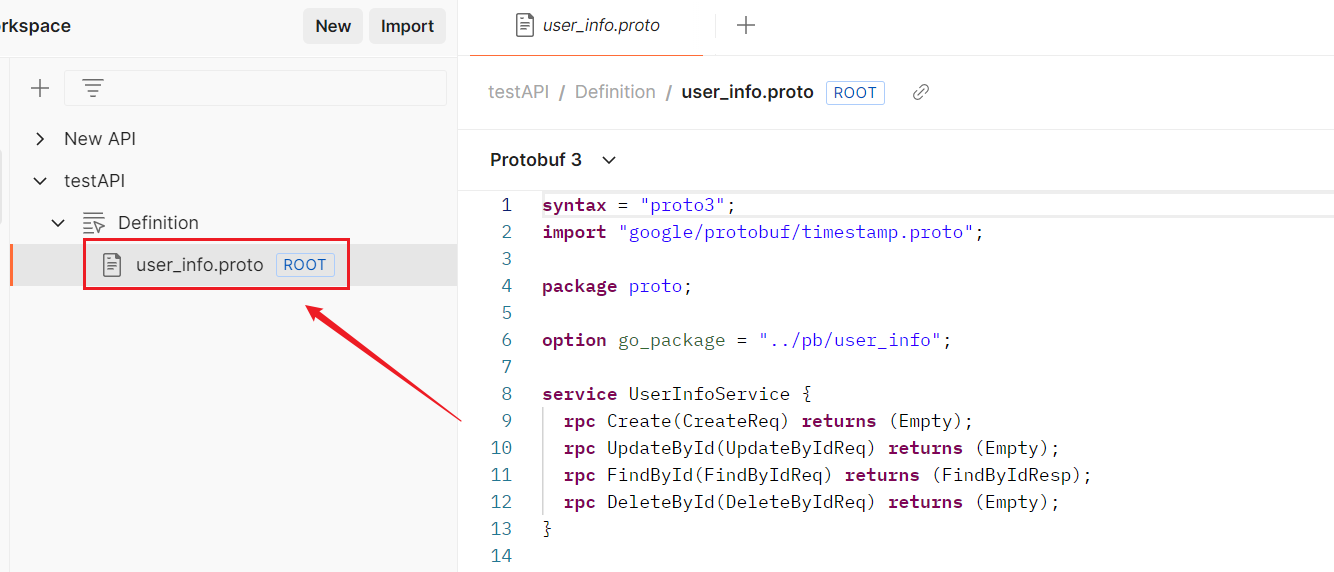 rkspace
New
Import
New API
testAPI
Definition
user_info.proto ROOT
user_info.proto
testAPI / Definition / user_info.proto ROOT
Protobuf 3
1 syntax = "proto3";
2 import "google/protobuf/timestamp.proto";
3
4 package proto;
5
6 option go_package = "../pb/user_info";
7
8 service UserInfoService {
9 rpc Create(CreateReq) returns (Empty);
10 rpc UpdateById(UpdateByIdReq) returns (Empty);
11 rpc FindById(FindByIdReq) returns (FindByIdResp);
12 rpc DeleteById(DeleteByIdReq) returns (Empty);
13 }
14